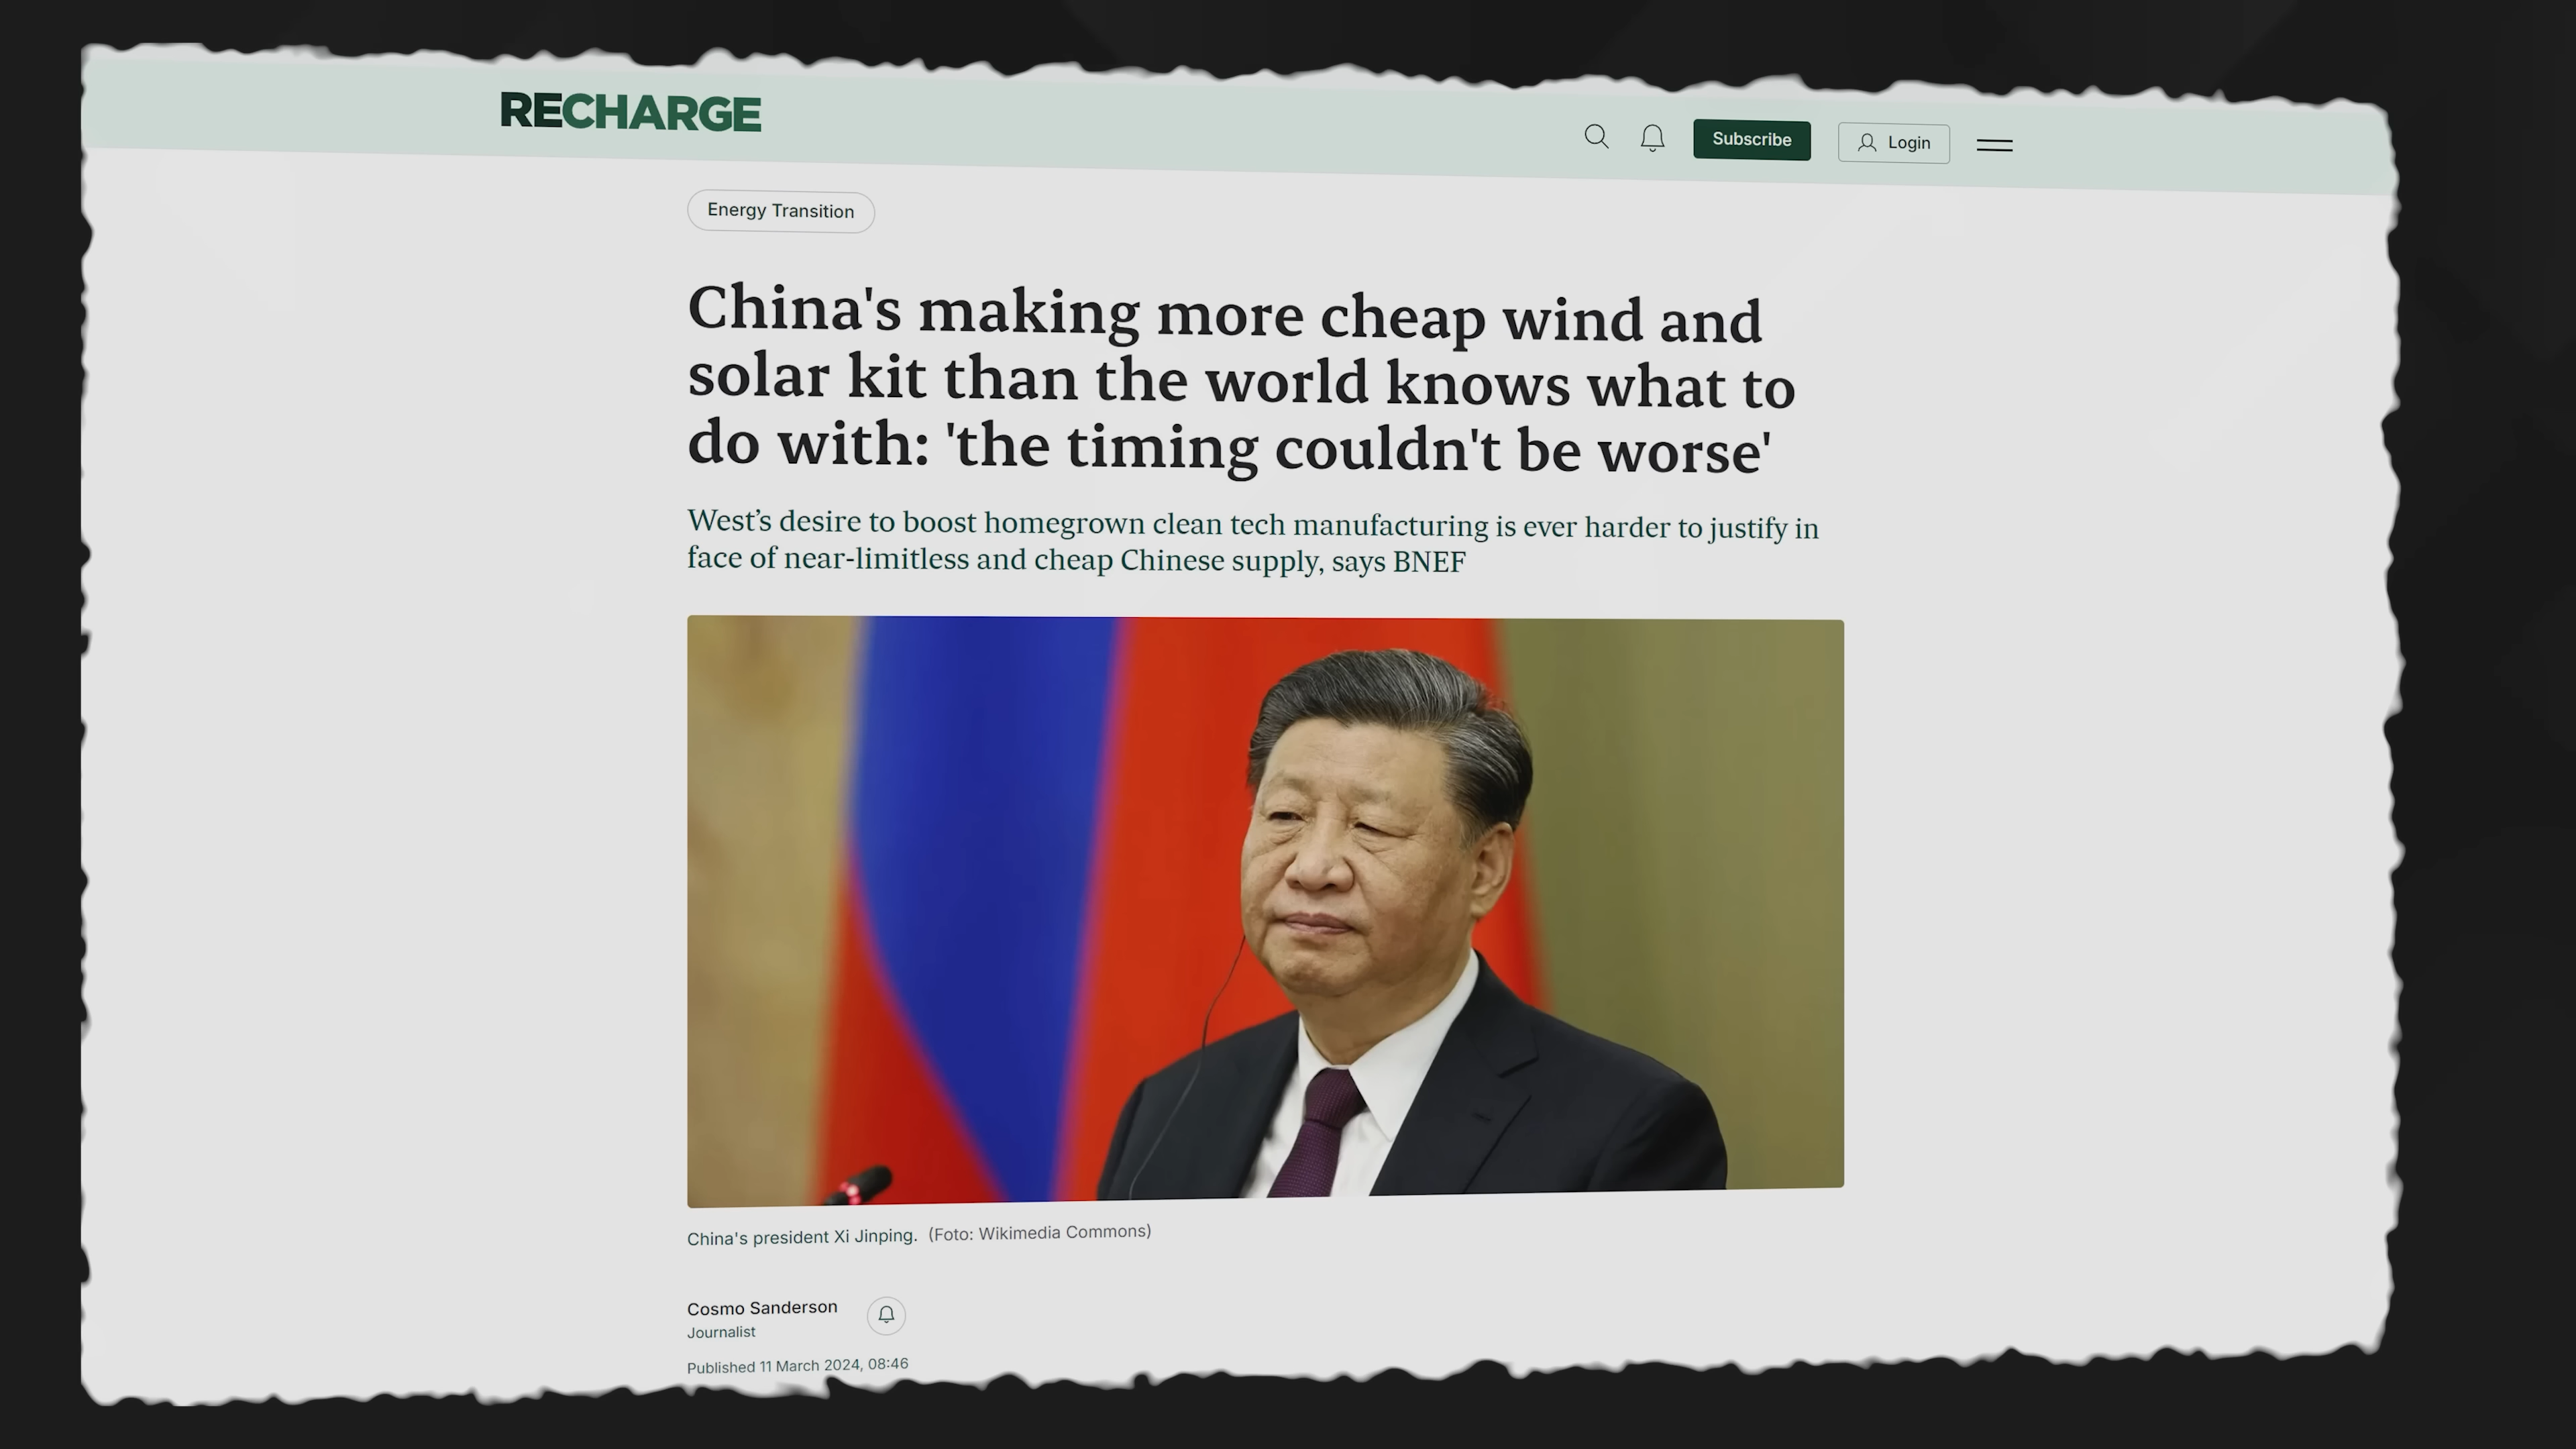 RECHARGE
Subscribe
Login
Energy Transition
China's making more cheap wind and
solar kit than the world knows what to
do with: 'the timing couldn't be worse'
West’s desire to boost homegrown clean tech manufacturing is ever harder to justify in
face of near-limitless and cheap Chinese supply, says BNEF
China's president Xi Jinping. (Foto: Wikimedia Commons)
Cosmo Sanderson
Journalist
Published 11 March 2024, 08:46